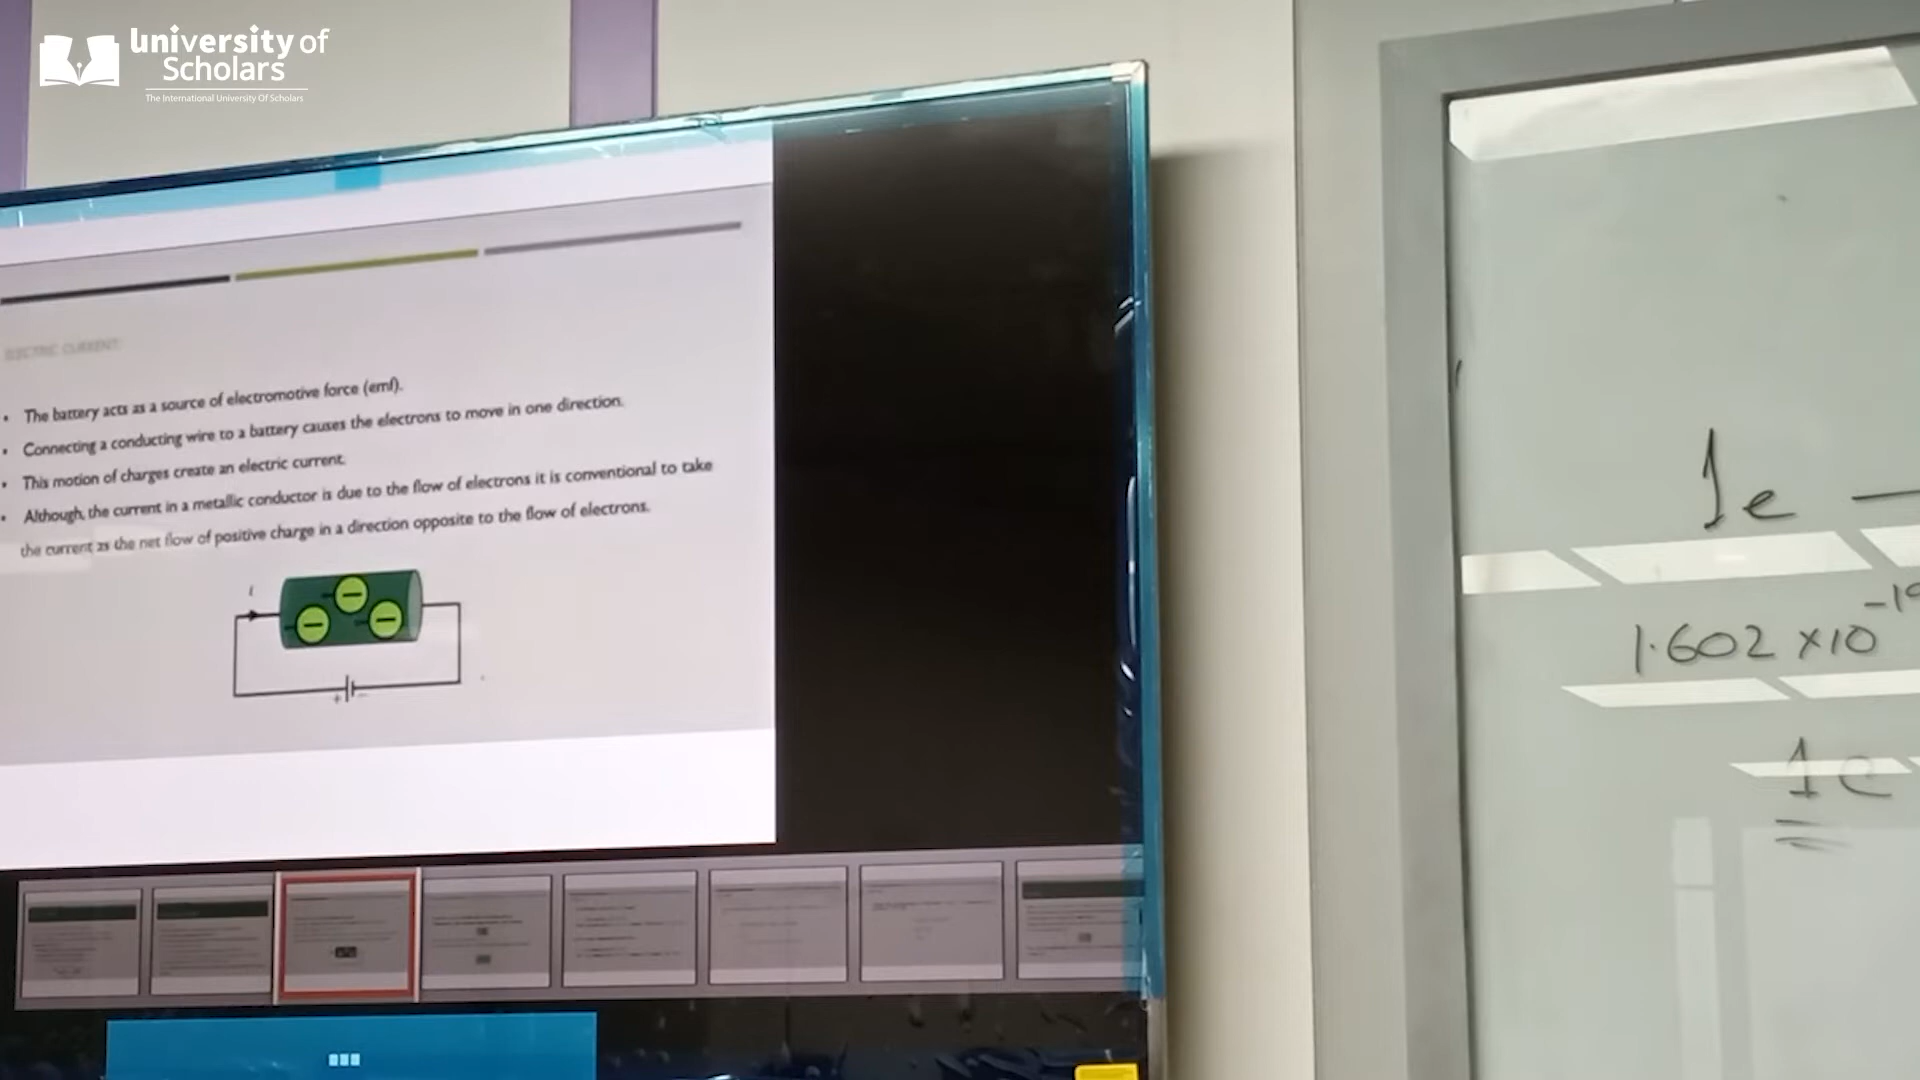 University of
Scholars
The International University Of Scholars
ELECTRIC CURRENT:
• The battery acts as a source of electromotive force (emf).
• Connecting a conducting wire to a battery causes the electrons to move in one direction.
• This motion of charges create an electric current.
• Although, the current in a metallic conductor is due to the flow of electrons it is conventional to take
the current as the net flow of positive charge in a direction opposite to the flow of electrons.
i
+ −
1e —
1.602 ×10⁻¹⁹
1e